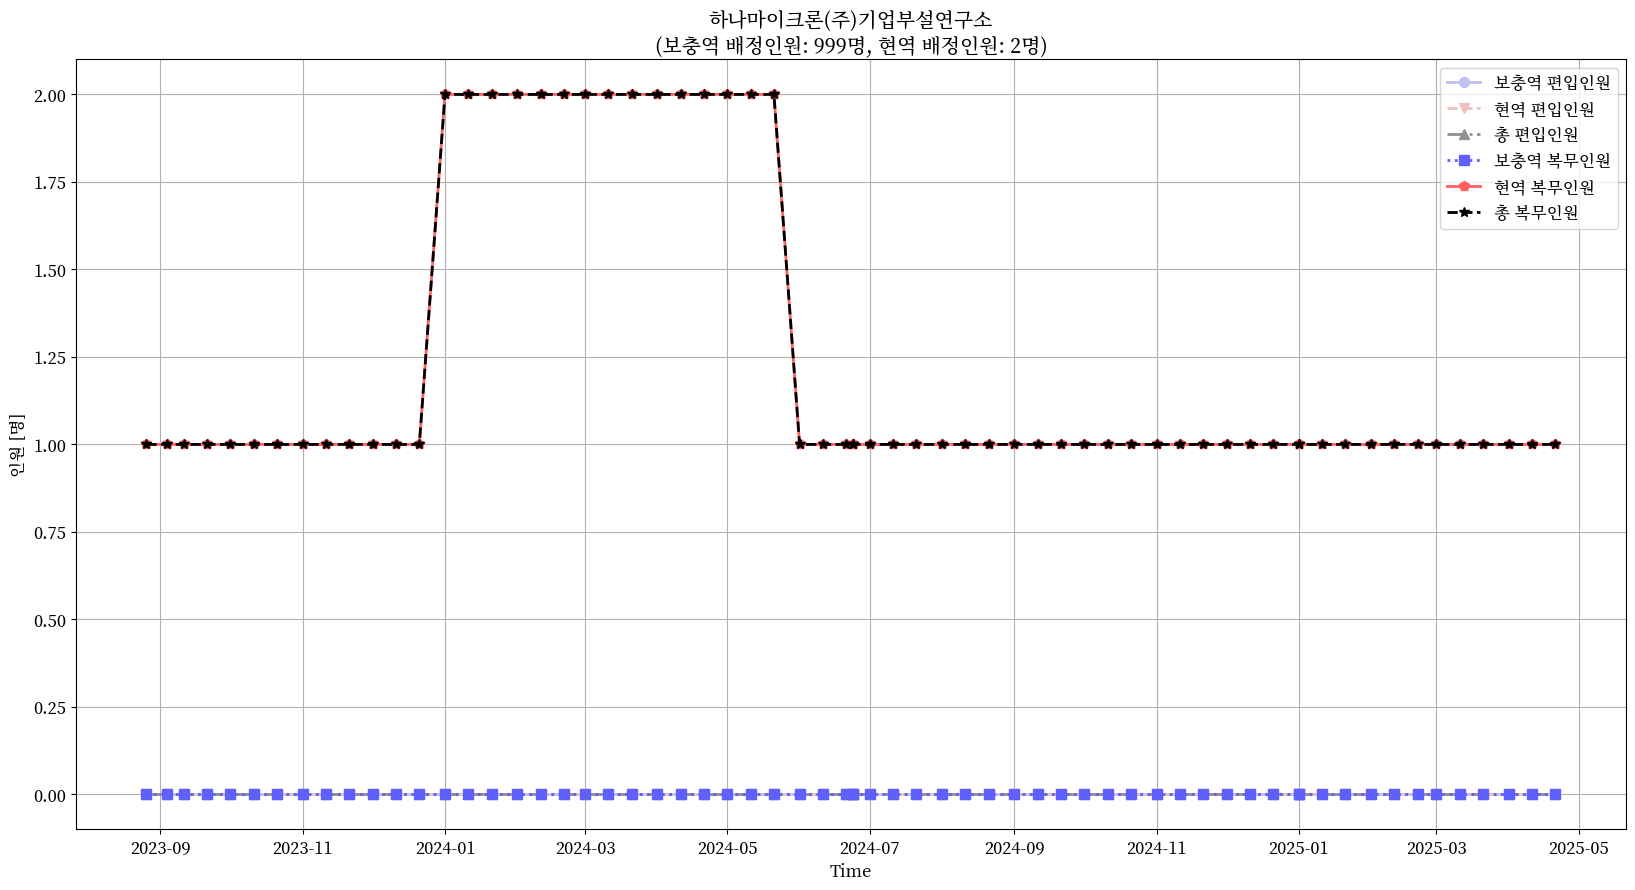 하나마이크론(주)기업부설연구소
(보충역 배정인원: 999명, 현역 배정인원: 2명)
보충역 편입인원
현역 편입인원
총 편입인원
보충역 복무인원
현역 복무인원
총 복무인원
인원 [명]
2.00
1.75
1.50
1.25
1.00
0.75
0.50
0.25
0.00
2023-09
2023-11
2024-01
2024-03
2024-05
2024-07
2024-09
2024-11
2025-01
2025-03
2025-05
Time